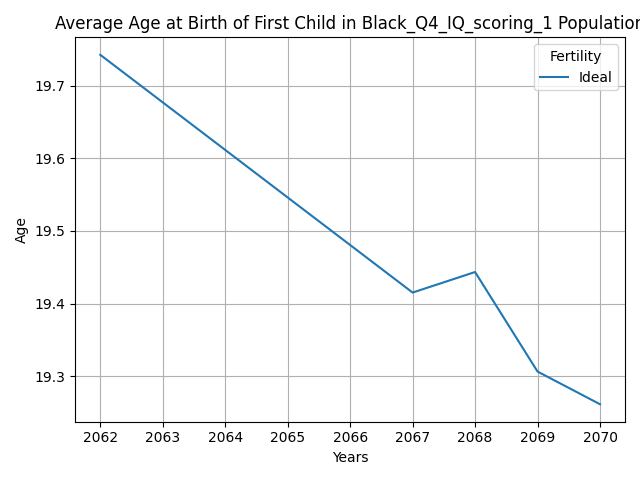 Average Age at Birth of First Child in Black_Q4_IQ_scoring_1 Population
Fertility
Ideal
19.7
19.6
19.5
19.4
19.3
Age
2062 2063 2064 2065 2066 2067 2068 2069 2070
Years